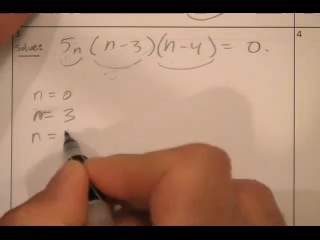 3
4
Solve: 5n (n-3)(n-4) = 0.
n = 0
n = 3
n =